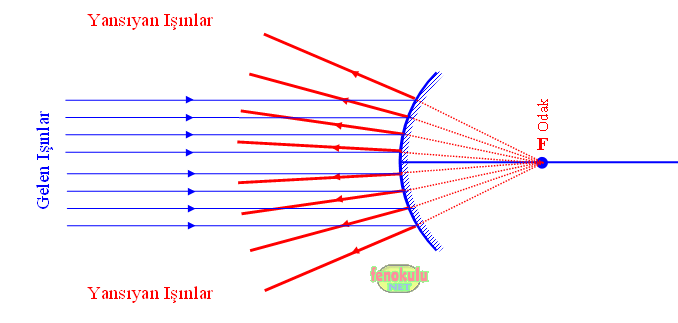 Yansıyan Işınlar
Gelen Işınlar
Odak
F
fenokulu
NET
Yansıyan Işınlar